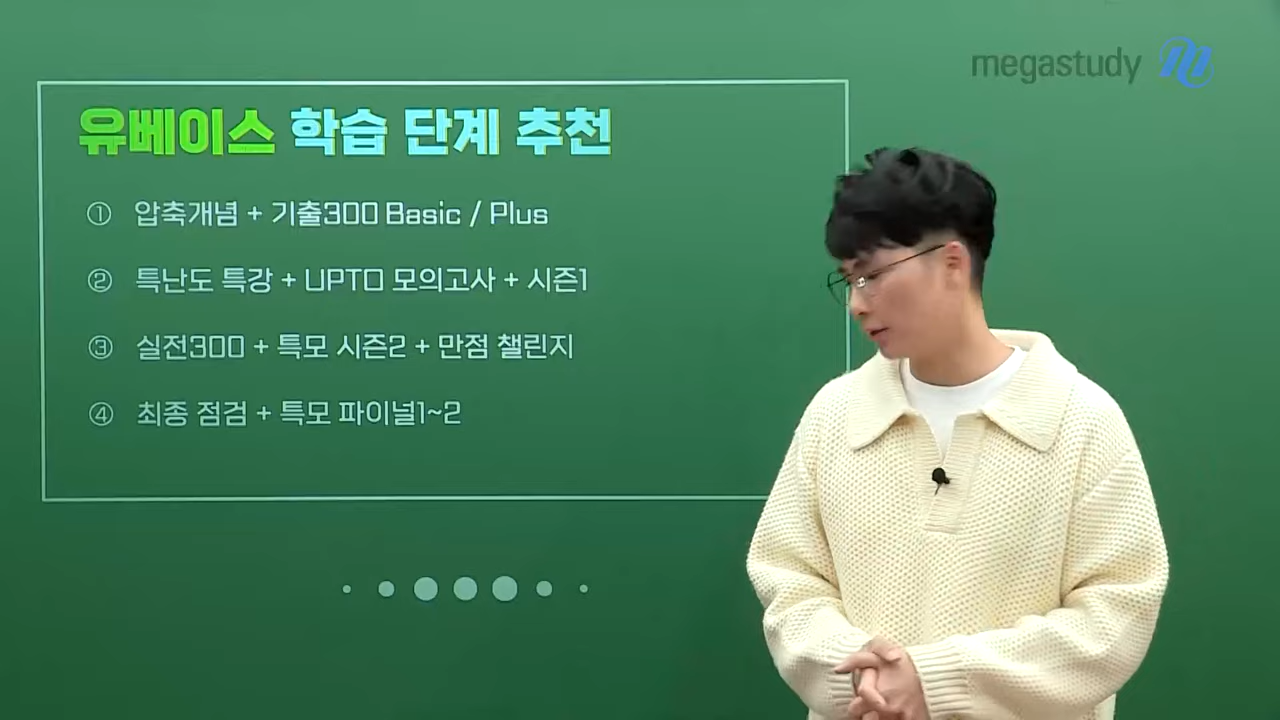 megastudy
유베이스 학습 단계 추천
① 압축개념 + 기출300 Basic / Plus
② 특난도 특강 + UPTO 모의고사 + 시즌1
③ 실전300 + 특모 시즌2 + 만점 챌린지
④ 최종 점검 + 특모 파이널1~2